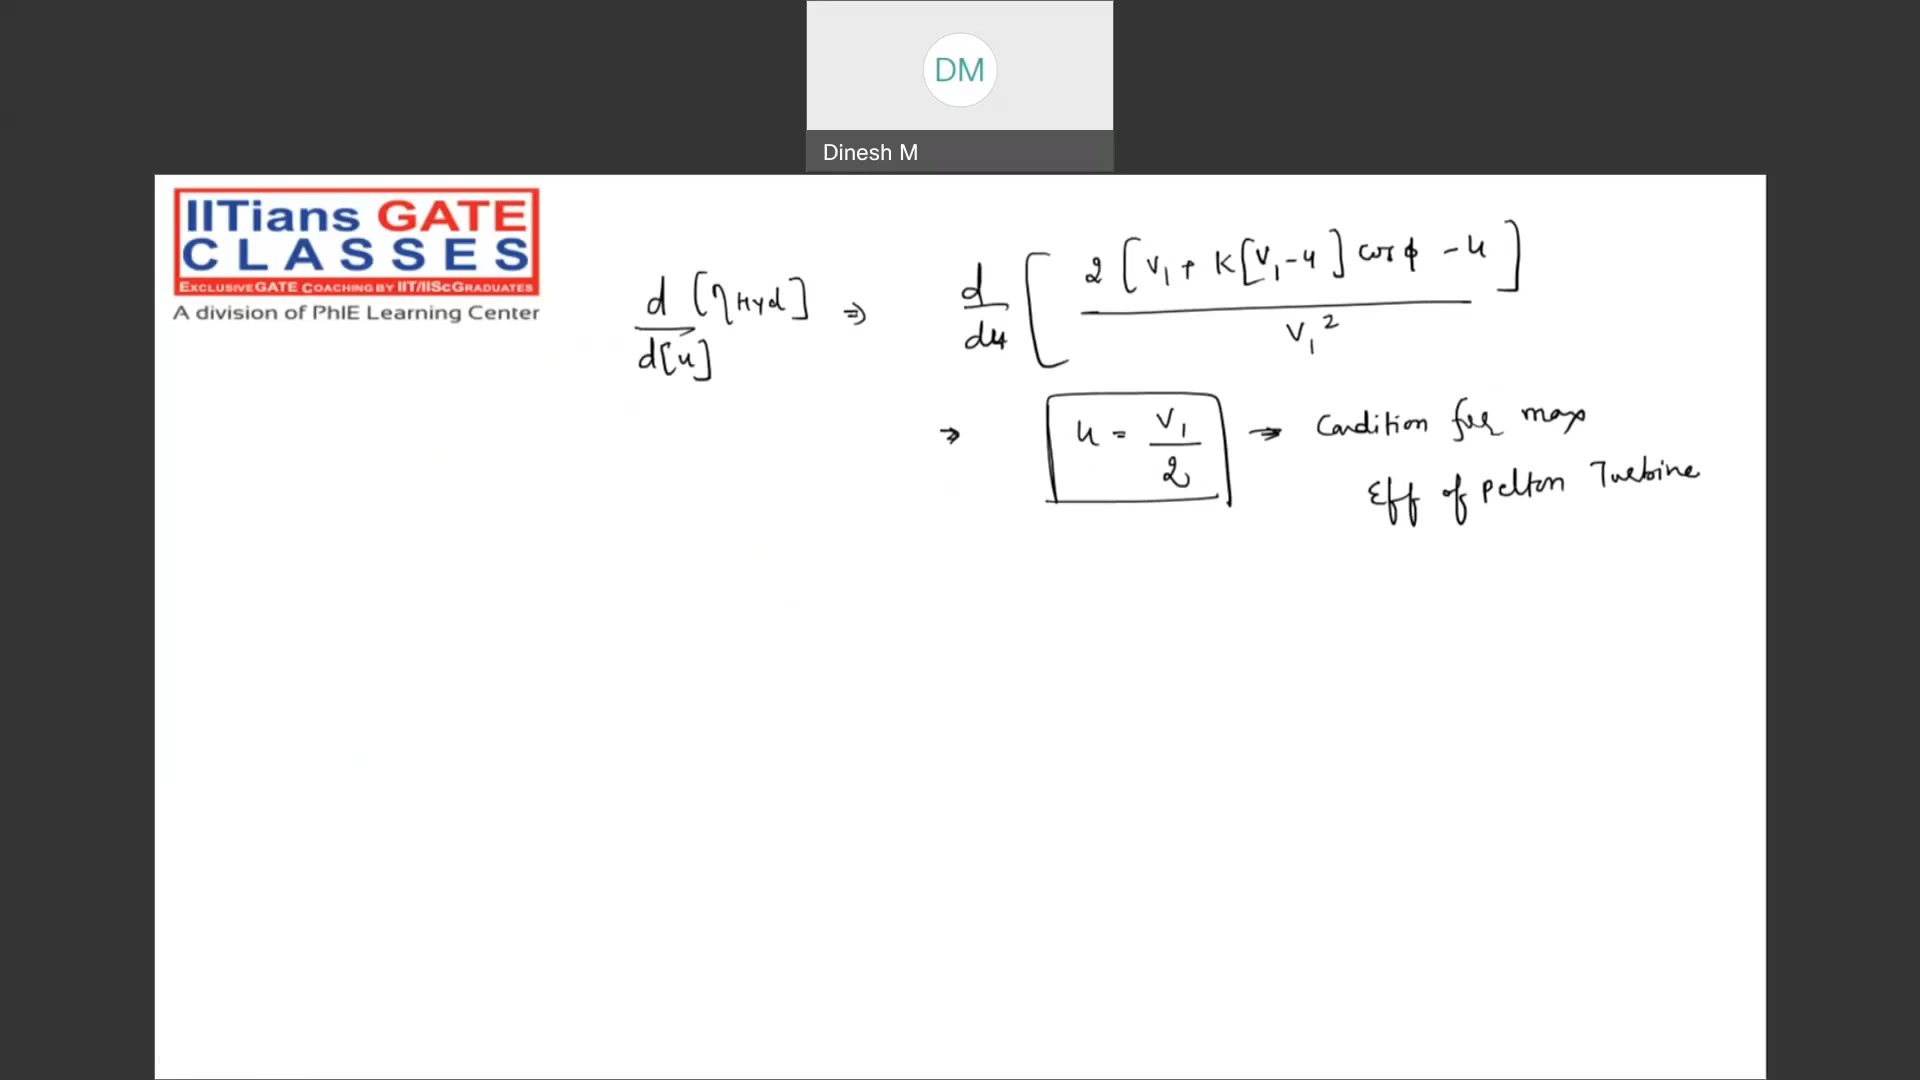 DM
Dinesh M
IITians GATE
CLASSES
EXCLUSIVE GATE COACHING BY IIT/IISc GRADUATES
A division of PhIE Learning Center
d/d[u] [ηHyd] ⇒ d/du [ 2[V₁ + K[V₁-u] cos φ - u] / V₁² ]
⇒ u = V₁/2 → Condition for max
Eff of Pelton Turbine